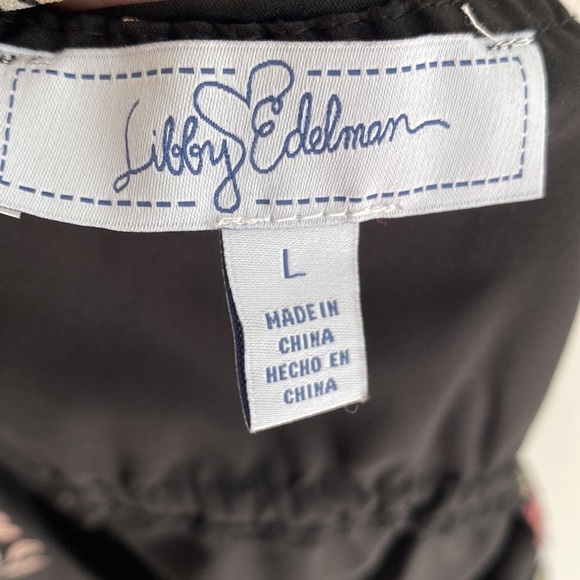 Libby Edelman
L
MADE IN
CHINA
HECHO EN
CHINA